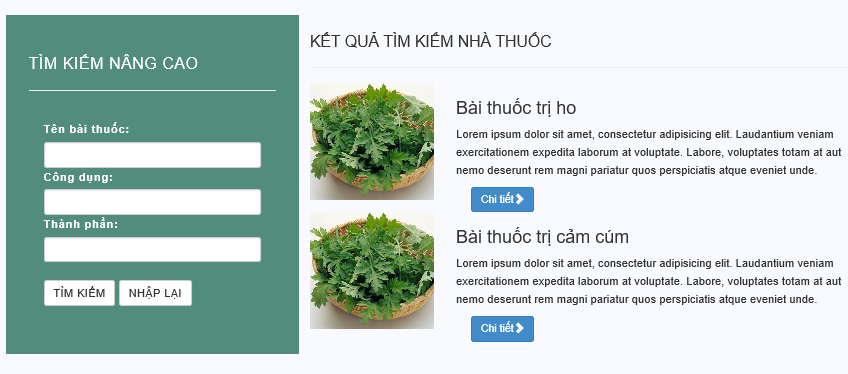 TÌM KIẾM NÂNG CAO
Tên bài thuốc:
Công dụng:
Thành phần:
TÌM KIẾM NHẬP LẠI
KẾT QUẢ TÌM KIẾM NHÀ THUỐC
Bài thuốc trị ho
Lorem ipsum dolor sit amet, consectetur adipisicing elit. Laudantium veniam
exercitationem expedita laborum at voluptate. Labore, voluptates totam at aut
nemo deserunt rem magni pariatur quos perspiciatis atque eveniet unde.
Chi tiết
Bài thuốc trị cảm cúm
Lorem ipsum dolor sit amet, consectetur adipisicing elit. Laudantium veniam
exercitationem expedita laborum at voluptate. Labore, voluptates totam at aut
nemo deserunt rem magni pariatur quos perspiciatis atque eveniet unde.
Chi tiết